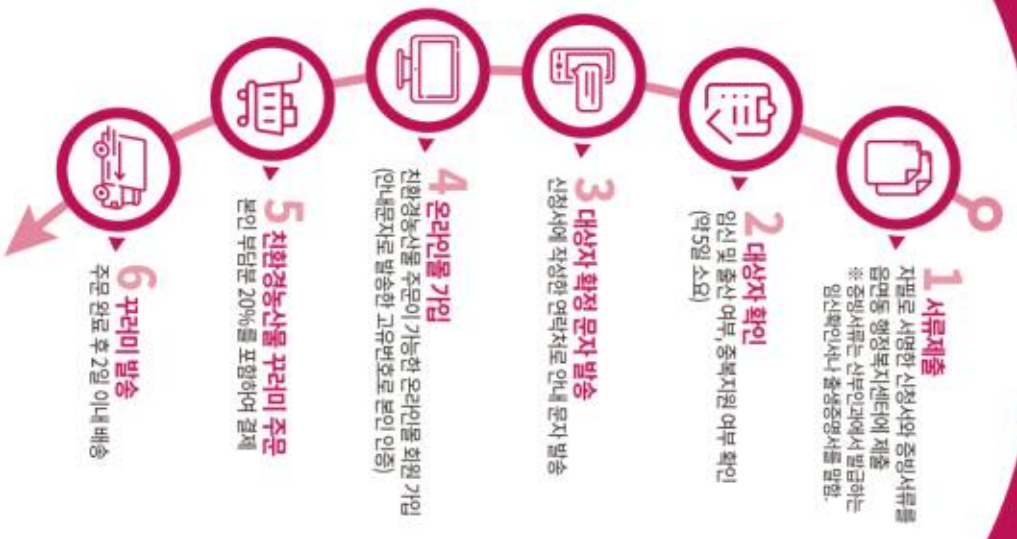 1 서류제출
자필로 서명한 신청서와 증빙서류를
읍면동 행정복지센터에 제출
※ 증빙서류는 산부인과에서 발급하는
임신확인서나 출생증명서를 말함.
2 대상자 확인
임신 및 출산 여부, 중복지원 여부 확인
(약 5일 소요)
3 대상자 확정 문자 발송
신청서에 작성한 연락처로 안내 문자 발송
4 온라인몰 가입
친환경농산물 주문이 가능한 온라인몰 회원 가입
(안내문자로 발송한 고유번호로 본인 인증)
5 친환경농산물 꾸러미 주문
본인 부담분 20%를 포함하여 결제
6 꾸러미 발송
주문 완료 후 2일 이내 배송